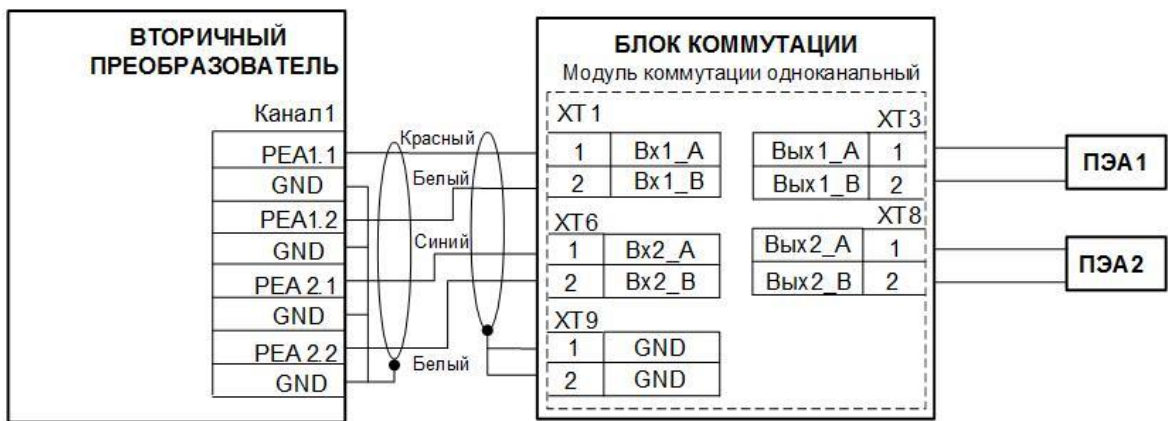 ВТОРИЧНЫЙ
ПРЕОБРАЗОВАТЕЛЬ
Канал1
PEA1.1
GND
PEA1.2
GND
PEA 2.1
GND
PEA 2.2
GND
Красный
Белый
Синий
Белый
БЛОК КОММУТАЦИИ
Модуль коммутации одноканальный
XT1
1 Вх1_А
2 Вх1_В
XT6
1 Вх2_А
2 Вх2_В
XT9
1 GND
2 GND
XT3
Вых1_А 1
Вых1_В 2
XT8
Вых2_А 1
Вых2_В 2
ПЭА1
ПЭА2